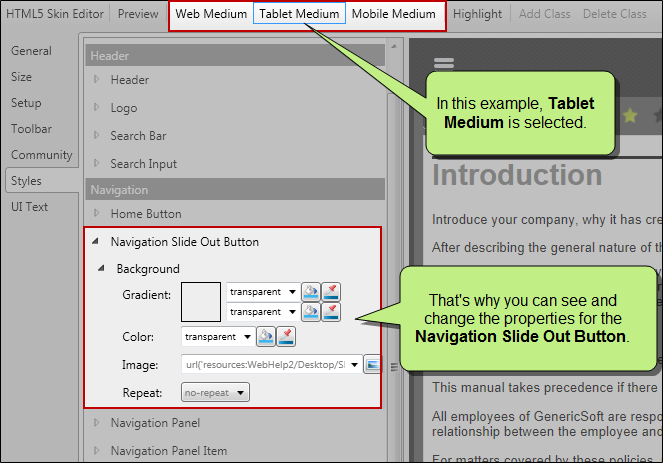 HTML5 Skin Editor Preview Web Medium Tablet Medium Mobile Medium Highlight Add Class Delete Class
General
Size
Setup
Toolbar
Community
Styles
UI Text
Header
Header
Logo
Search Bar
Search Input
Navigation
Home Button
Navigation Slide Out Button
Background
Gradient: transparent
transparent
Color: transparent
Image: url('resources:WebHelp2/Desktop/Sl
Repeat: no-repeat
Navigation Panel
Navigation Panel Item
In this example, Tablet
Medium is selected.
Introduction
Introduce your company, why it has cre
After describing the general nature of th
That's why you can see and
change the properties for the
Navigation Slide Out Button.
This manual takes precedence if there
All employees of GenericSoft are respo
relationship between the employee and
For matters covered by these policies,